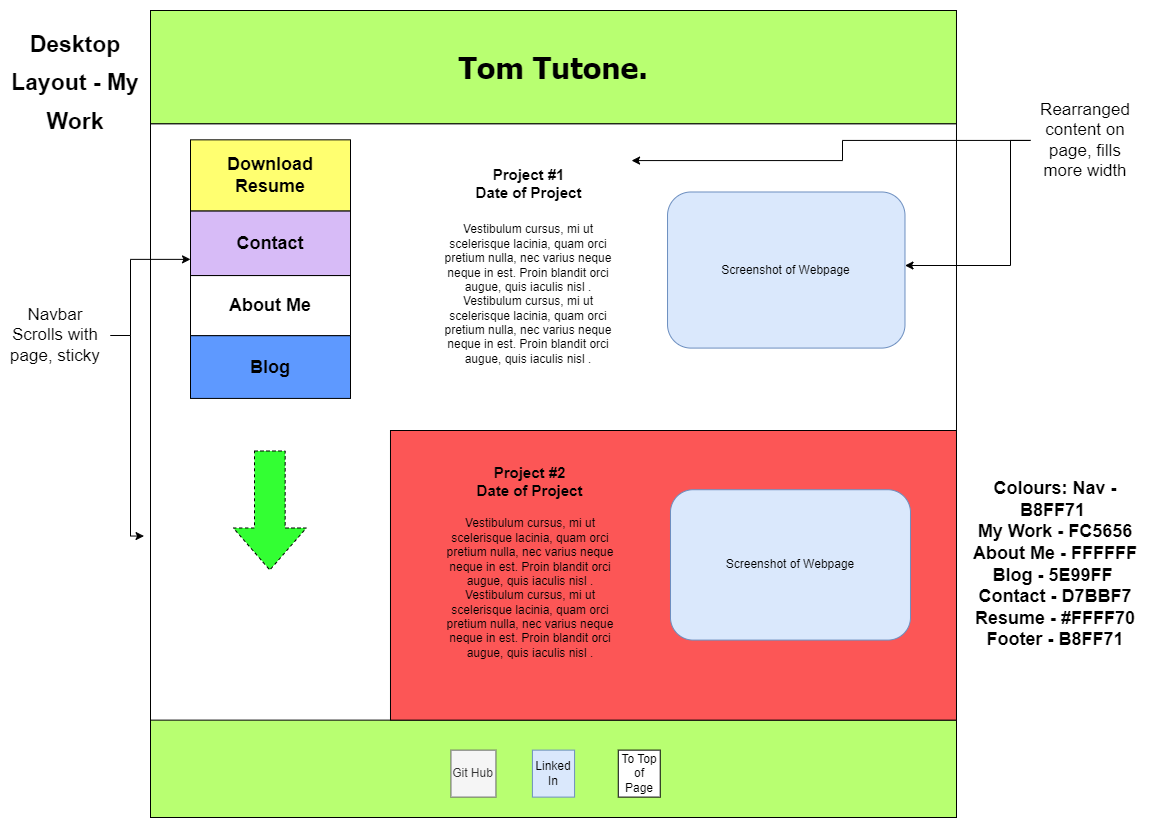 Desktop
Layout - My
Work
Tom Tutone.
Download
Resume
Contact
About Me
Blog
Navbar
Scrolls with
page, sticky
Project #1
Date of Project
Vestibulum cursus, mi ut
scelerisque lacinia, quam orci
pretium nulla, nec varius neque
neque in est. Proin blandit orci
augue, quis iaculis nisl .
Vestibulum cursus, mi ut
scelerisque lacinia, quam orci
pretium nulla, nec varius neque
neque in est. Proin blandit orci
augue, quis iaculis nisl .
Screenshot of Webpage
Rearranged
content on
page, fills
more width
Project #2
Date of Project
Vestibulum cursus, mi ut
scelerisque lacinia, quam orci
pretium nulla, nec varius neque
neque in est. Proin blandit orci
augue, quis iaculis nisl .
Vestibulum cursus, mi ut
scelerisque lacinia, quam orci
pretium nulla, nec varius neque
neque in est. Proin blandit orci
augue, quis iaculis nisl .
Screenshot of Webpage
Colours: Nav -
B8FF71
My Work - FC5656
About Me - FFFFFF
Blog - 5E99FF
Contact - D7BBF7
Resume - #FFFF70
Footer - B8FF71
Git Hub
Linked
In
To Top
of
Page